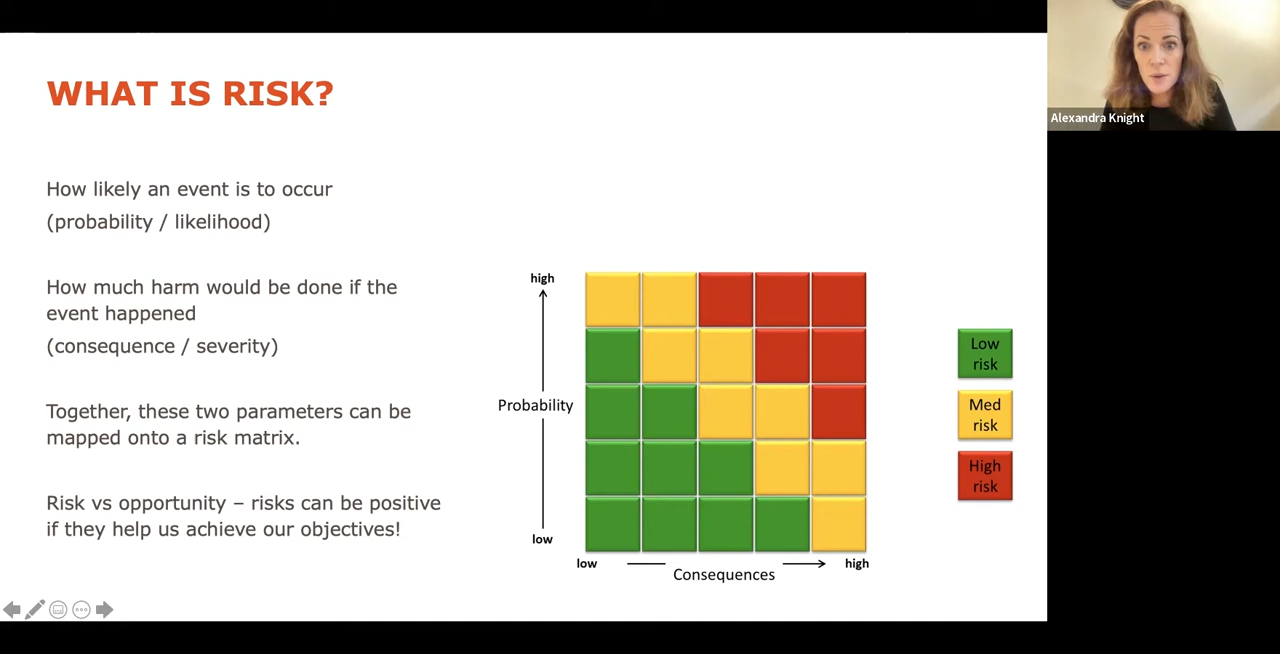 WHAT IS RISK?
How likely an event is to occur
(probability / likelihood)
How much harm would be done if the
event happened
(consequence / severity)
Together, these two parameters can be
mapped onto a risk matrix.
Risk vs opportunity – risks can be positive
if they help us achieve our objectives!
high
Probability
low
low
Consequences
high
Low
risk
Med
risk
High
risk
Alexandra Knight